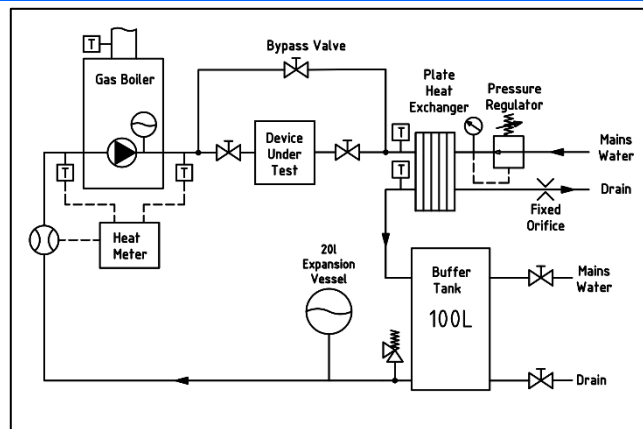 T
Gas Boiler
Bypass Valve
Plate
Heat
Exchanger
Pressure
Regulator
Device
Under
Test
T
Mains
Water
T
T
T
Drain
Fixed
Orifice
Heat
Meter
20l
Expansion
Vessel
Buffer
Tank
100L
Mains
Water
Drain